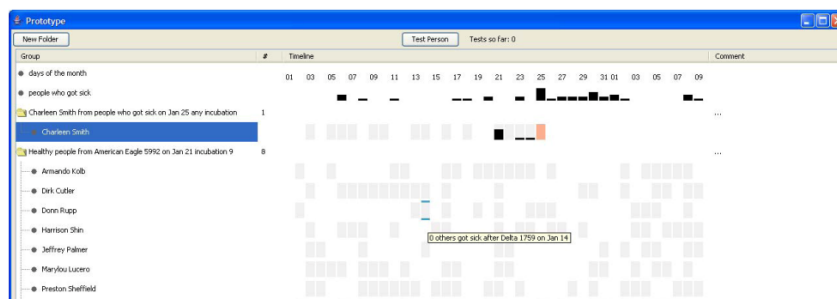 Prototype
New Folder Test Person Tests so far: 0
Group # Timeline Comment
days of the month 01 03 05 07 09 11 13 15 17 19 21 23 25 27 29 31 01 03 05 07 09
people who got sick
Charleen Smith from people who got sick on Jan 25 any incubation 1 ...
Charleen Smith
Healthy people from American Eagle 5992 on Jan 21 incubation 9 8 ...
Armando Kolb
Dirk Cutler
Donn Rupp
0 others got sick after Delta 1759 on Jan 14
Harrison Shin
Jeffrey Palmer
Marylou Lucero
Preston Sheffield